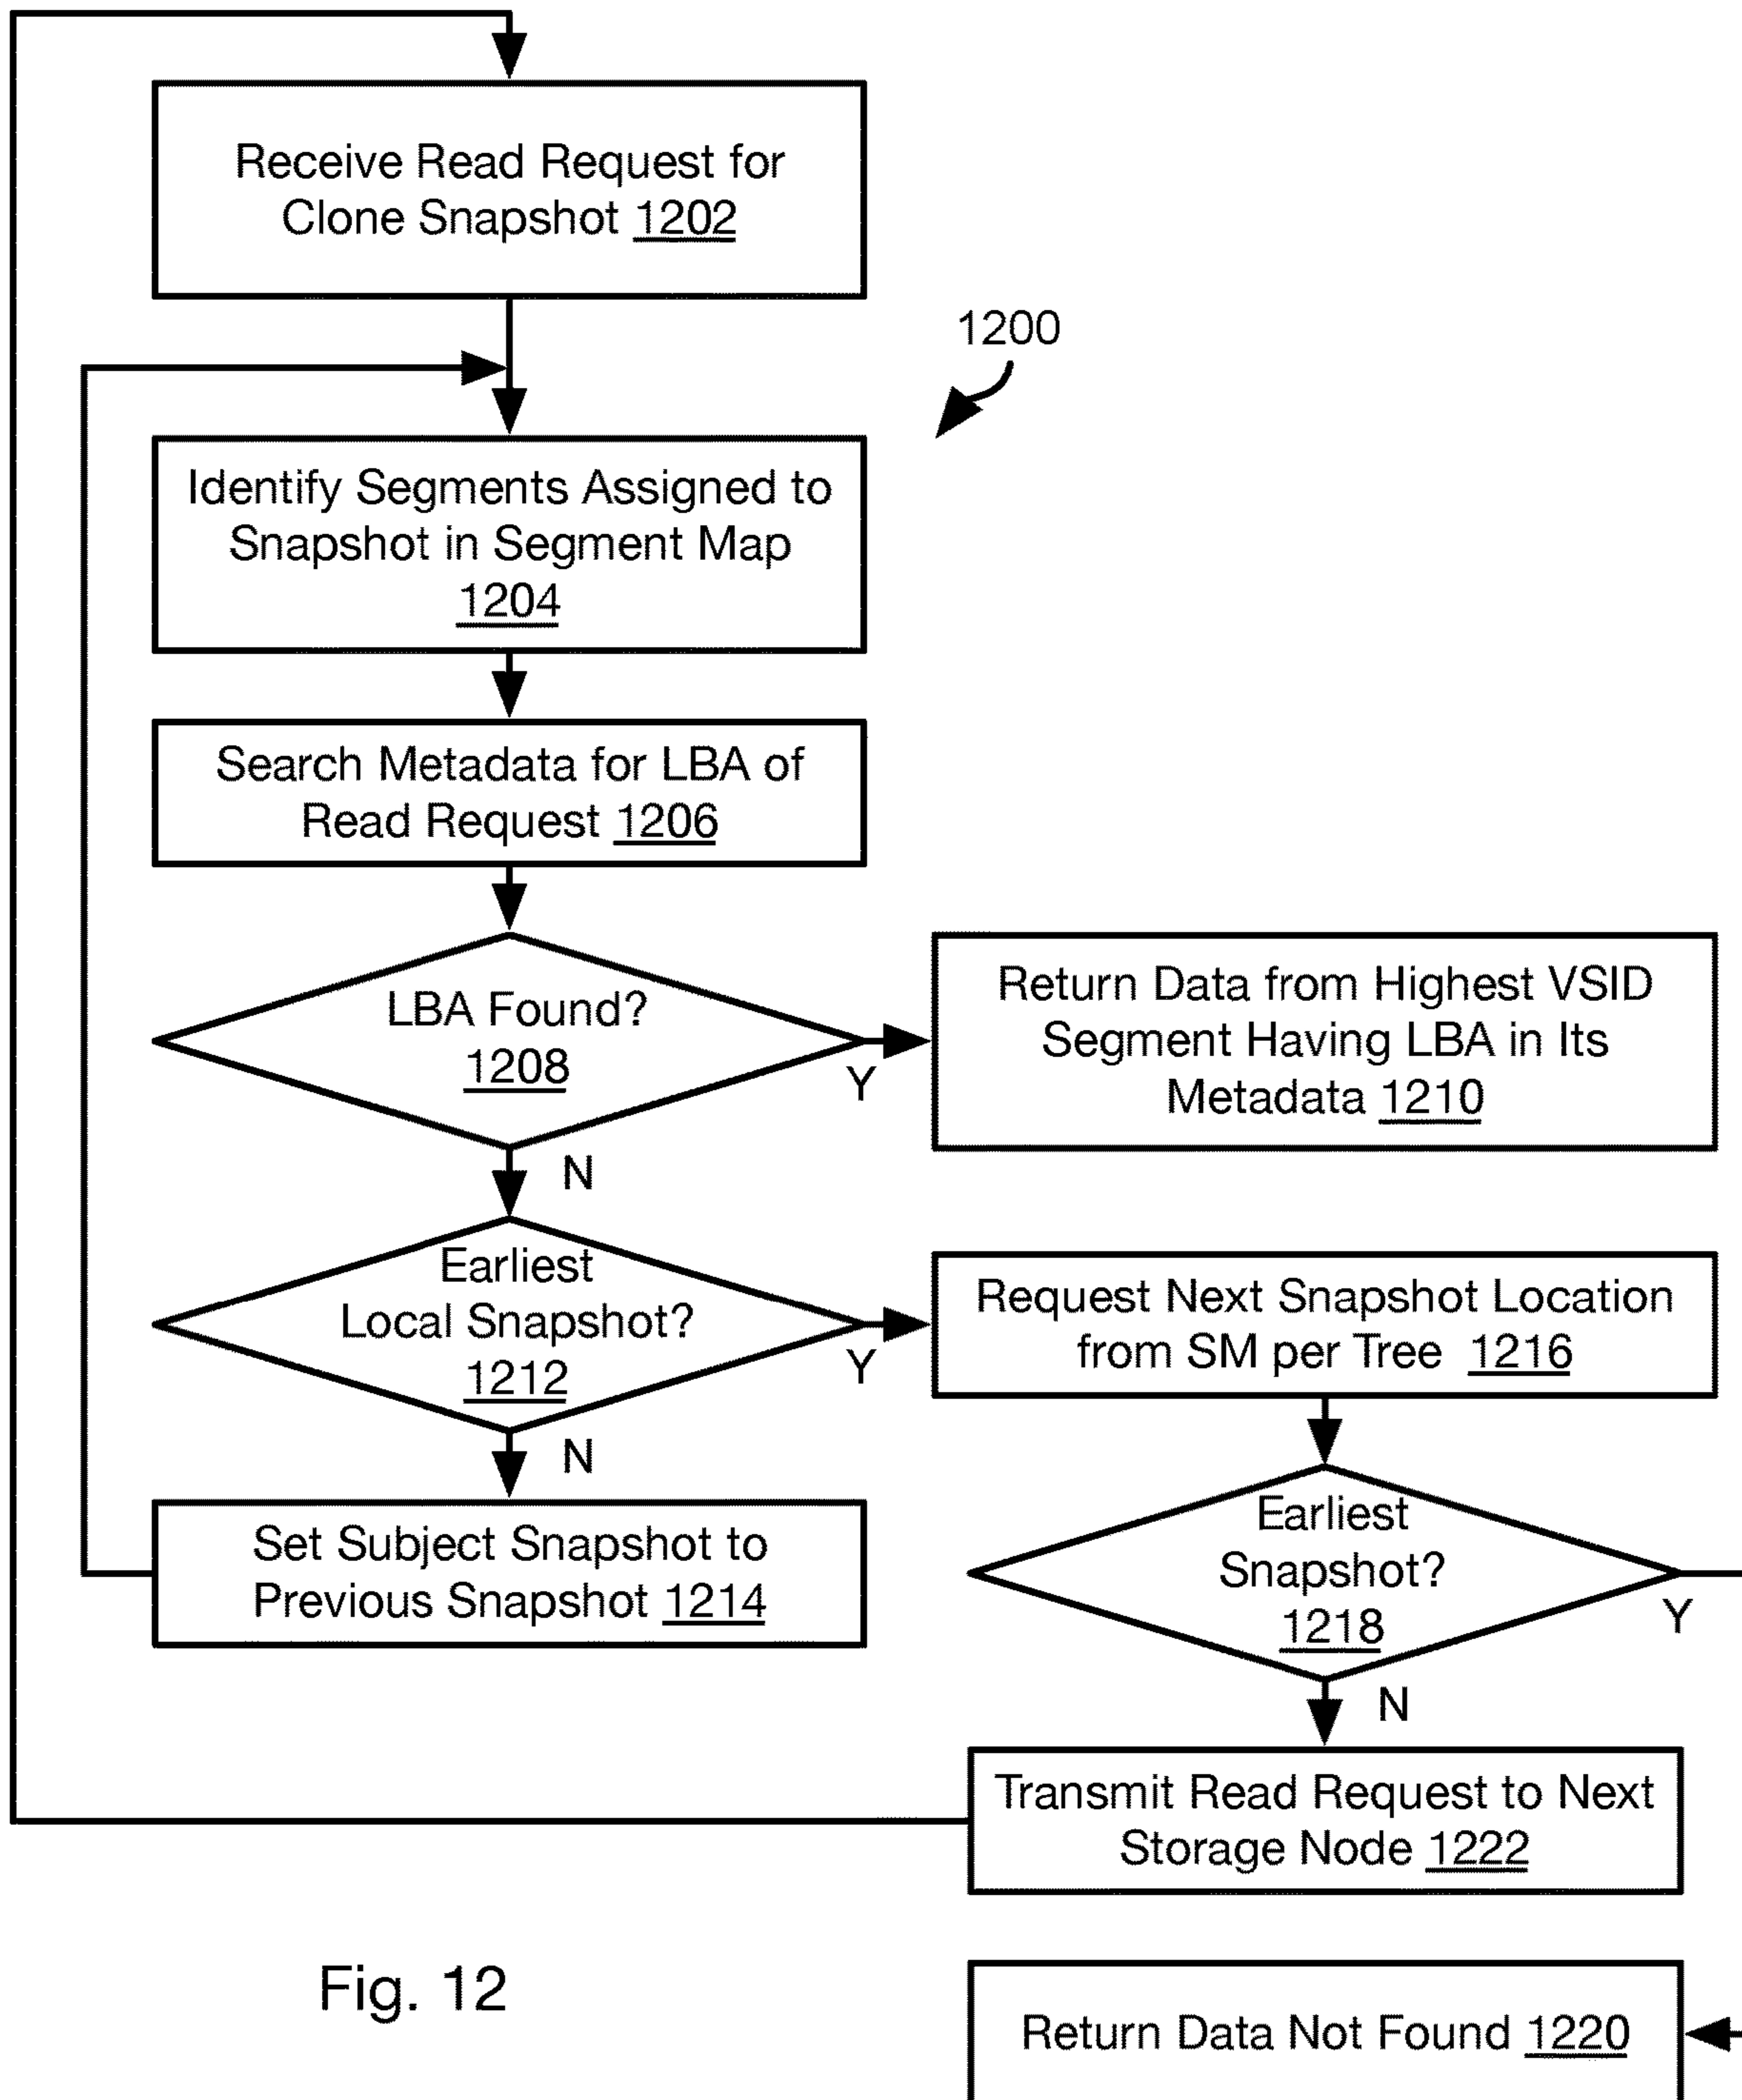 Receive Read Request for
Clone Snapshot 1202
1200
Identify Segments Assigned to
Snapshot in Segment Map
1204
Search Metadata for LBA of
Read Request 1206
LBA Found?
1208
Y
N
Return Data from Highest VSID
Segment Having LBA in Its
Metadata 1210
Earliest
Local Snapshot?
1212
Y
N
Request Next Snapshot Location
from SM per Tree 1216
Set Subject Snapshot to
Previous Snapshot 1214
Earliest
Snapshot?
1218
Y
N
Transmit Read Request to Next
Storage Node 1222
Return Data Not Found 1220
Fig. 12